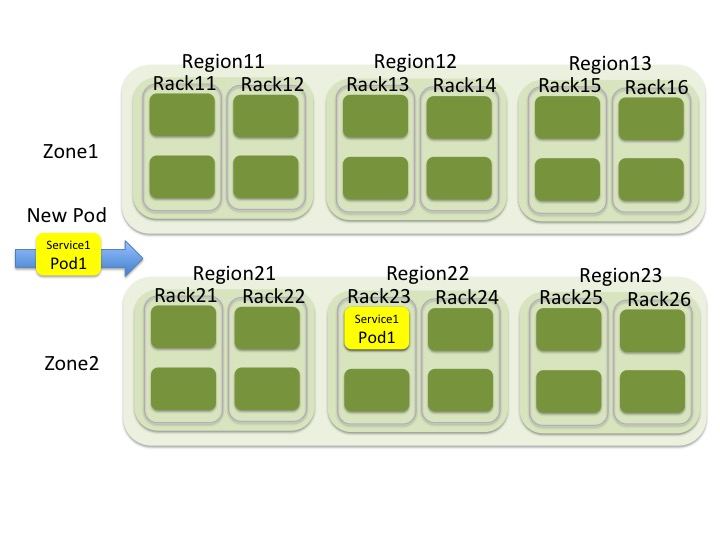 Region11
Region12
Region13
Rack11
Rack12
Rack13
Rack14
Rack15
Rack16
Zone1
New Pod
Service1
Pod1
Region21
Region22
Region23
Rack21
Rack22
Rack23
Rack24
Rack25
Rack26
Service1
Pod1
Zone2